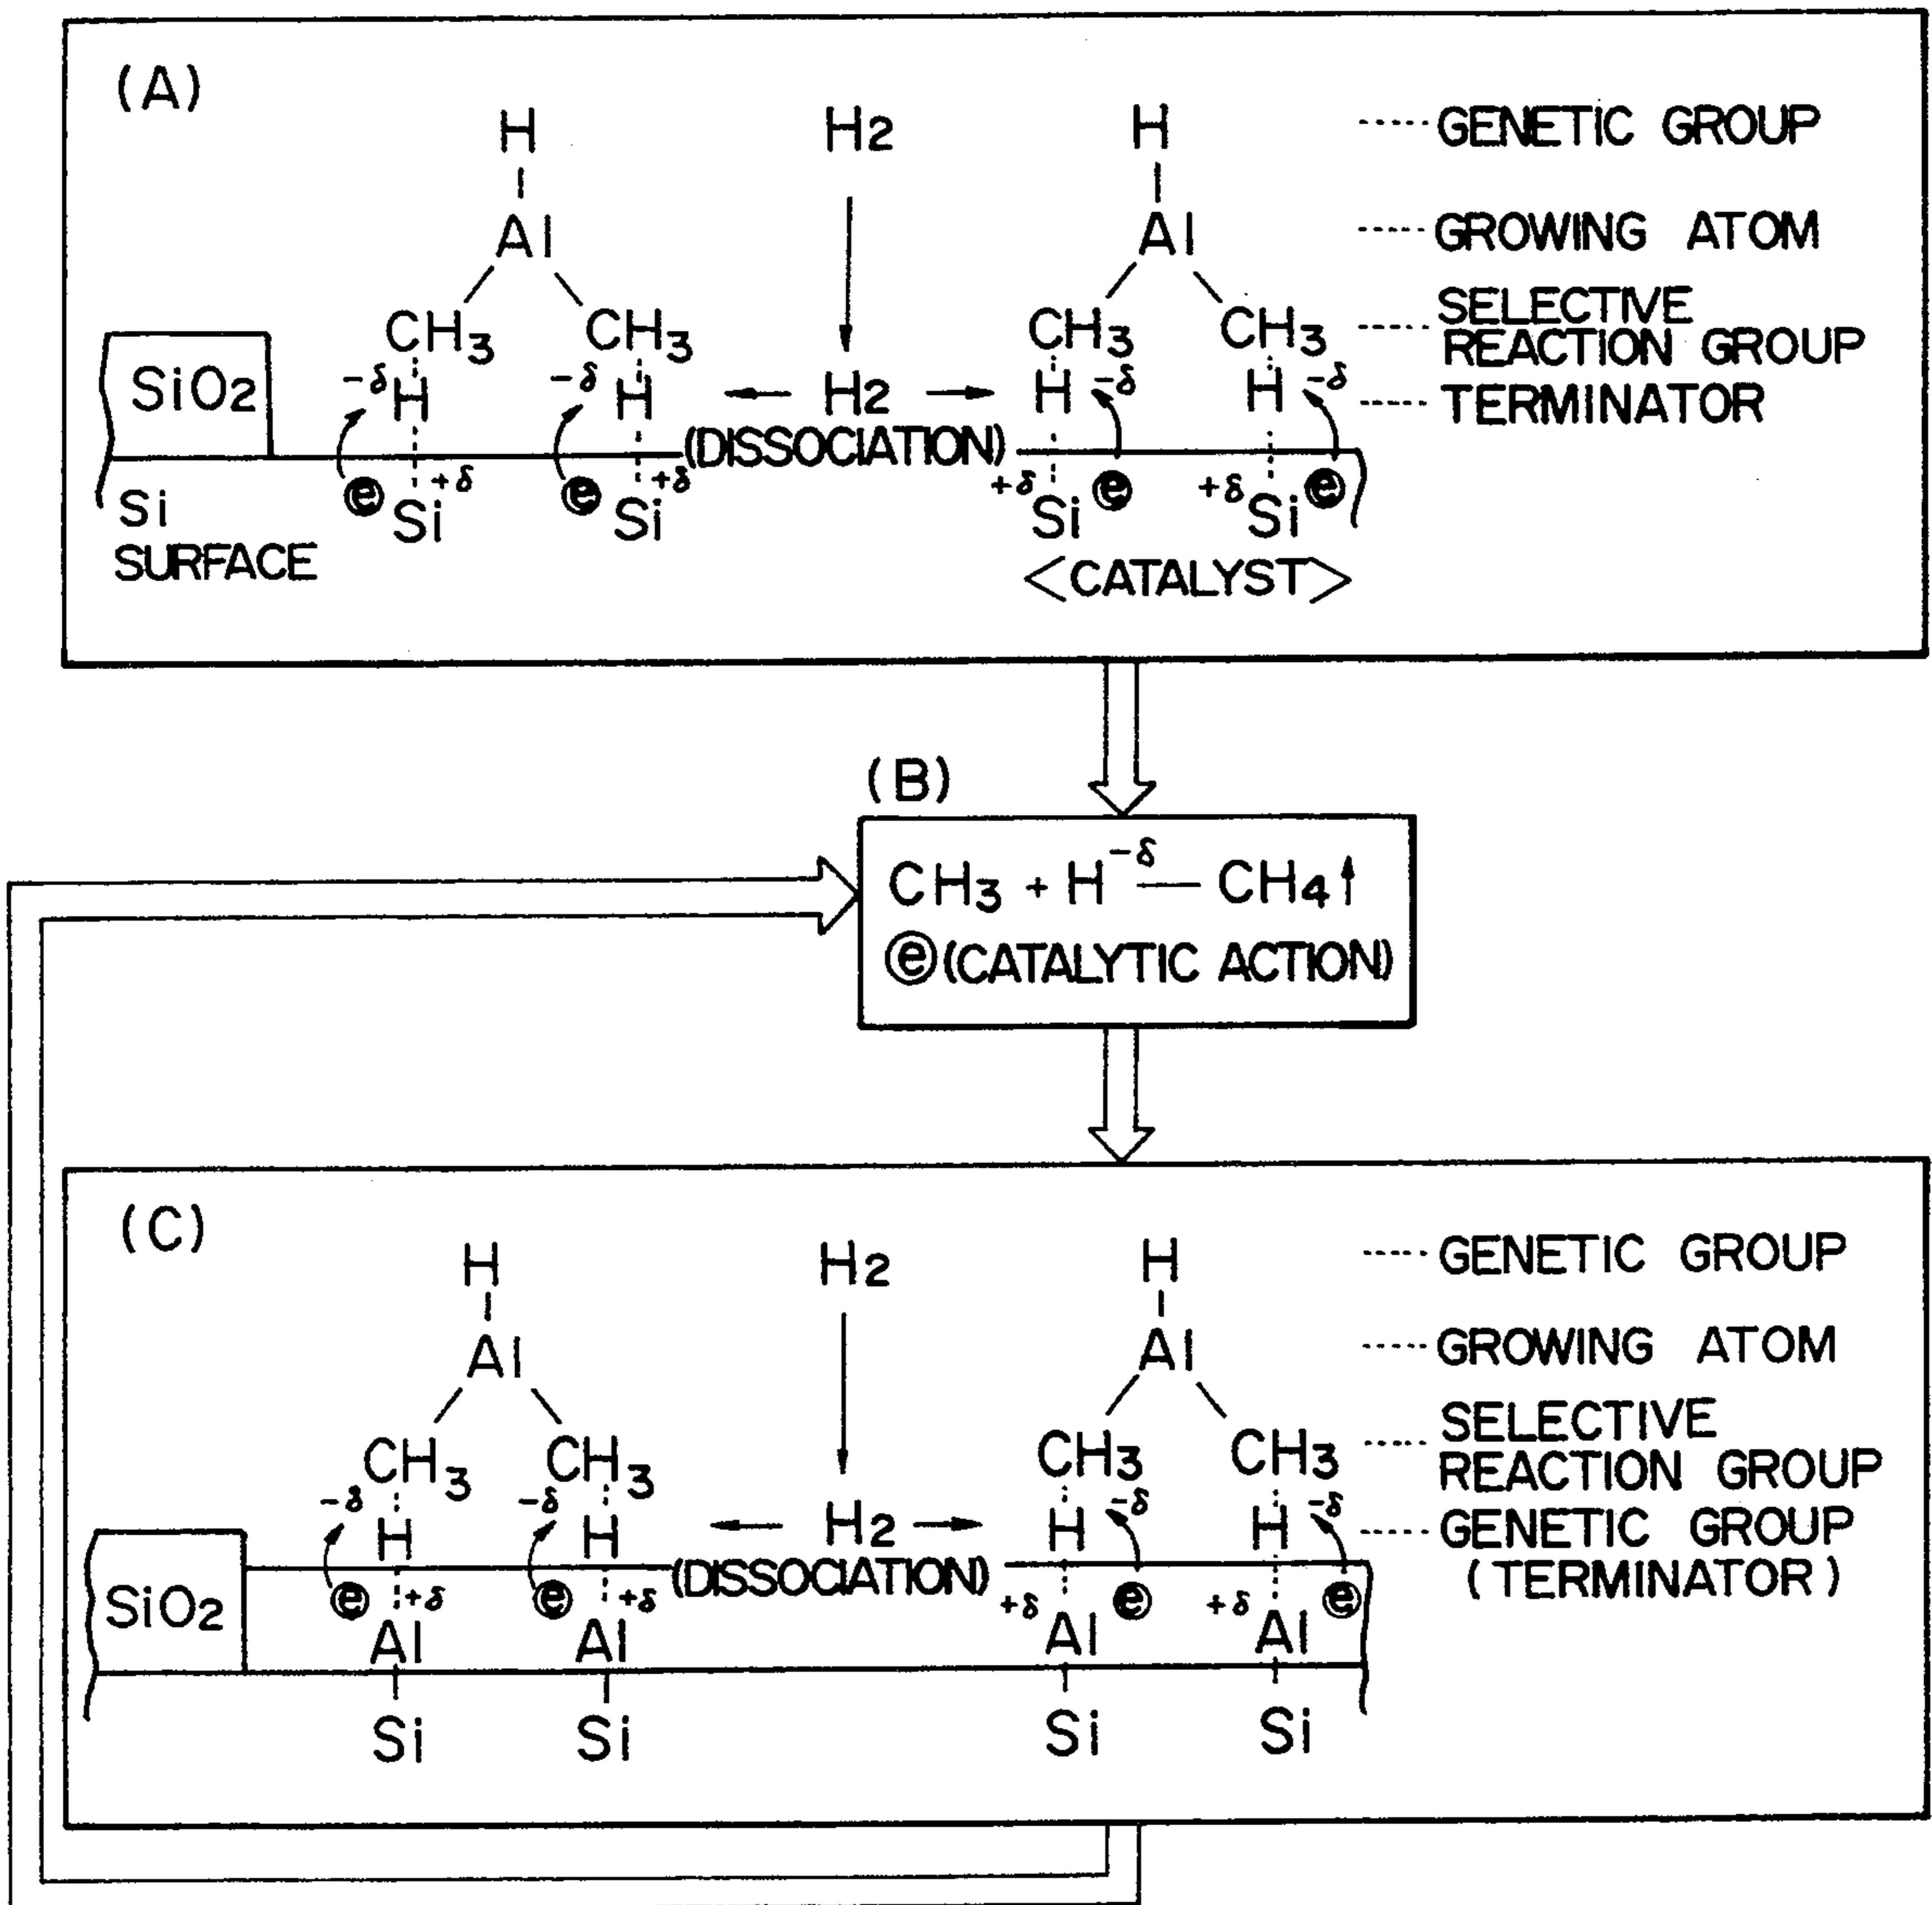 (A)
H H2 H ----- GENETIC GROUP
Al Al ----- GROWING ATOM
CH3 CH3 CH3 CH3 ----- SELECTIVE
REACTION GROUP
SiO2 -δ H -δ H ← H2 → H -δ H -δ ----- TERMINATOR
(DISSOCIATION)
Si ⓔ Si +δ ⓔ Si +δ +δ Si ⓔ +δ Si ⓔ
SURFACE <CATALYST>
(B)
CH3 + H -δ — CH4 ↑
ⓔ (CATALYTIC ACTION)
(C)
H H2 H ----- GENETIC GROUP
Al Al ----- GROWING ATOM
CH3 CH3 CH3 CH3 ----- SELECTIVE
REACTION GROUP
-δ H -δ H ← H2 → H -δ H -δ ----- GENETIC GROUP
(DISSOCIATION) (TERMINATOR)
SiO2 ⓔ +δ ⓔ +δ +δ ⓔ +δ ⓔ
Al Al Al Al
Si Si Si Si